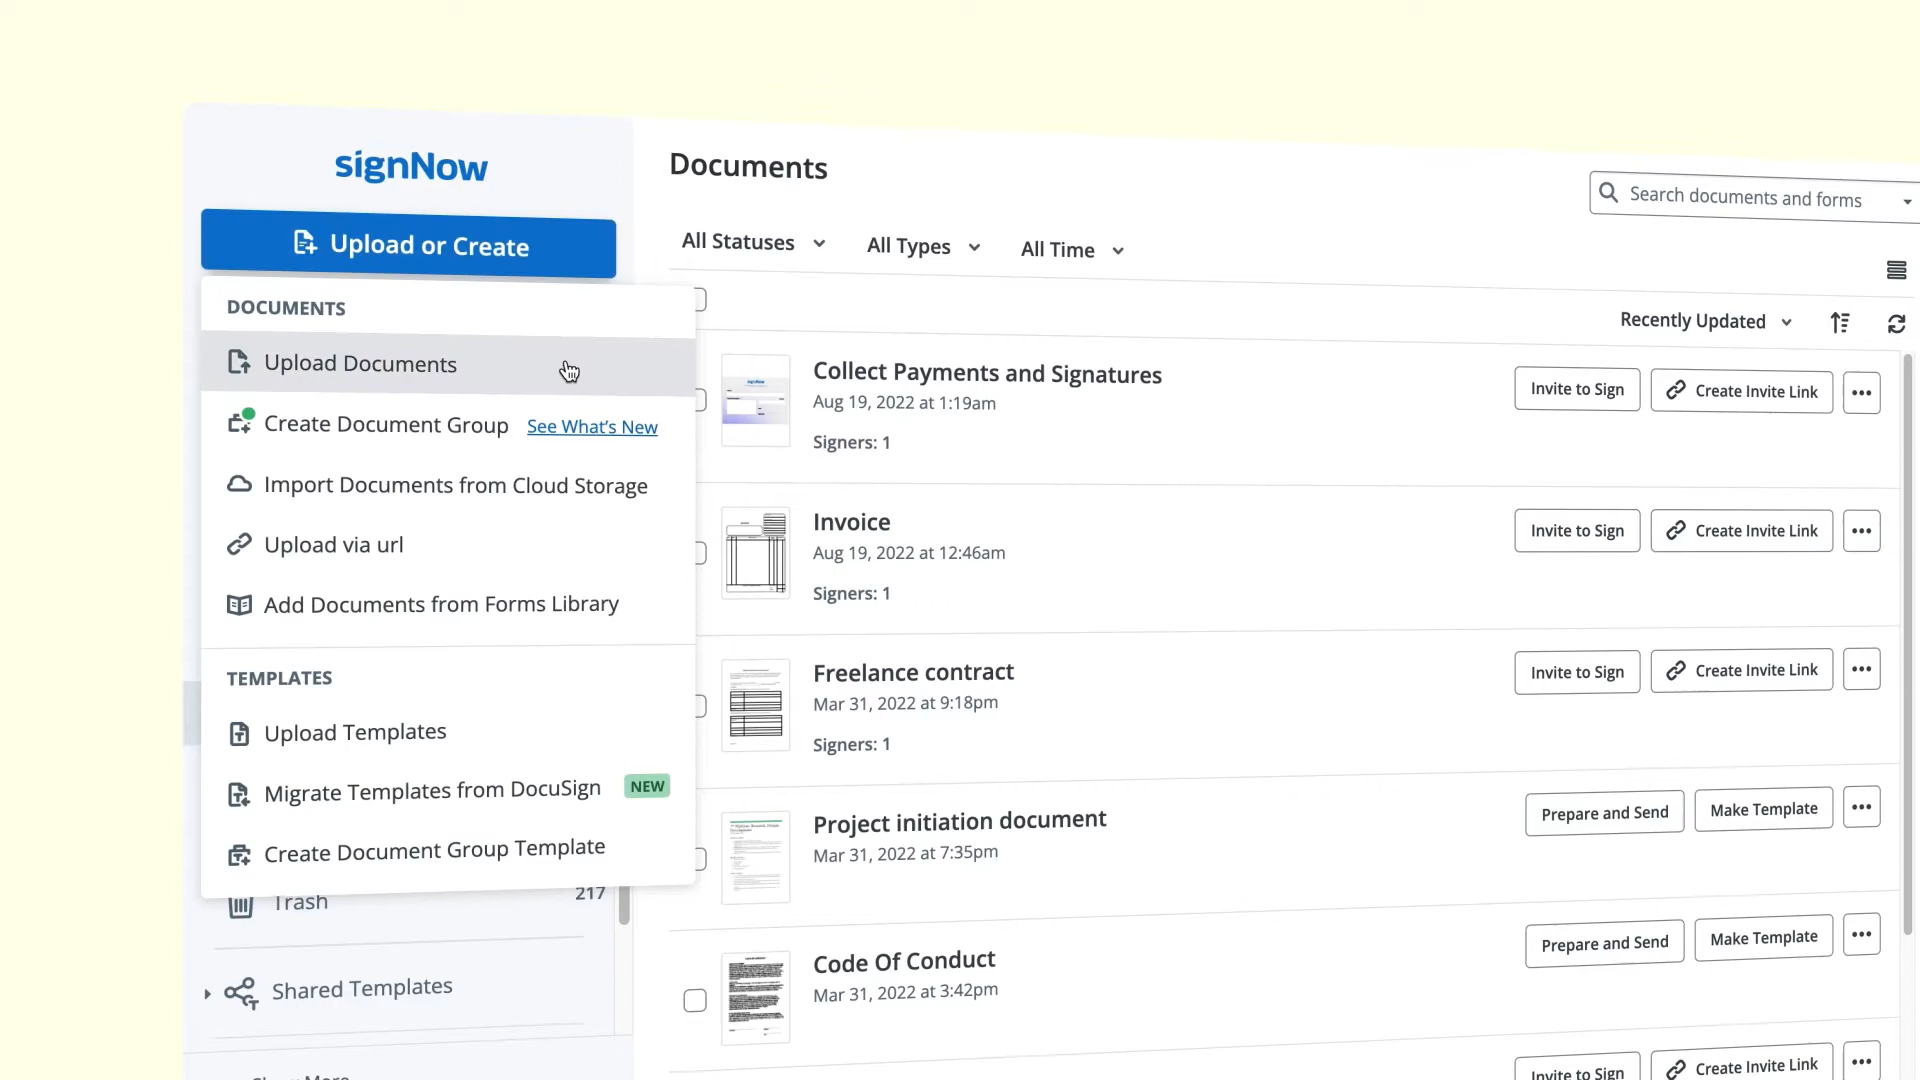 signNow
Upload or Create
DOCUMENTS
Upload Documents
Create Document Group See What's New
Import Documents from Cloud Storage
Upload via url
Add Documents from Forms Library
TEMPLATES
Upload Templates
Migrate Templates from DocuSign NEW
Create Document Group Template
Trash 217
Shared Templates
Documents
Search documents and forms
All Statuses All Types All Time
Recently Updated
Collect Payments and Signatures
Aug 19, 2022 at 1:19am
Signers: 1
Invite to Sign Create Invite Link
Invoice
Aug 19, 2022 at 12:46am
Signers: 1
Invite to Sign Create Invite Link
Freelance contract
Mar 31, 2022 at 9:18pm
Signers: 1
Invite to Sign Create Invite Link
Project initiation document
Mar 31, 2022 at 7:35pm
Prepare and Send Make Template
Code Of Conduct
Mar 31, 2022 at 3:42pm
Prepare and Send Make Template
Invite to Sign Create Invite Link